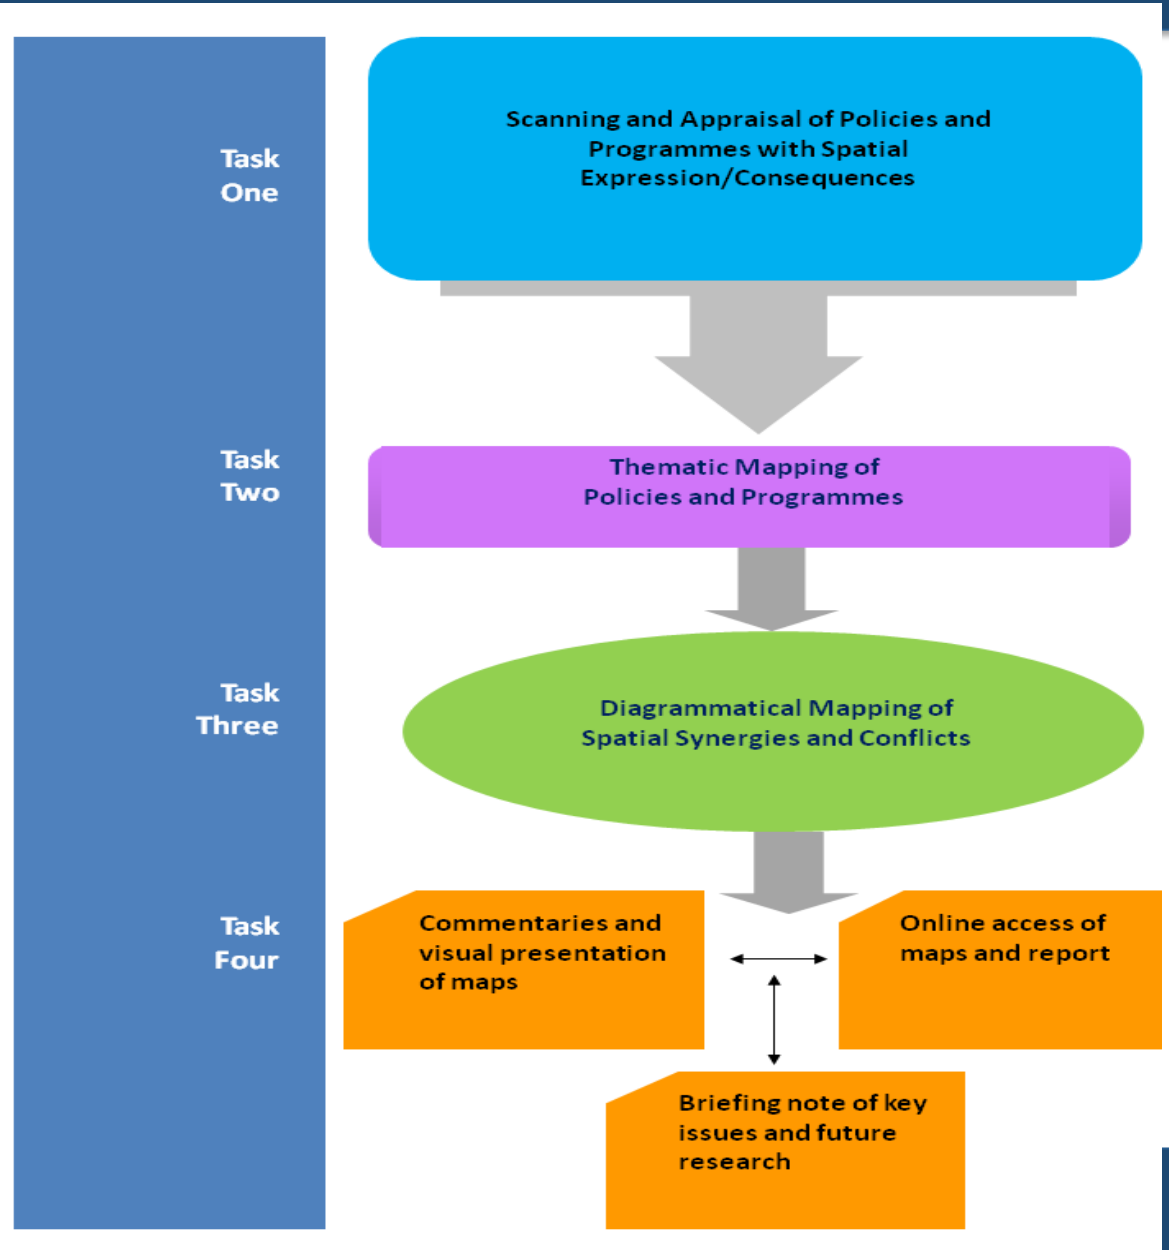 Task
One
Scanning and Appraisal of Policies and
Programmes with Spatial
Expression/Consequences
Task
Two
Thematic Mapping of
Policies and Programmes
Task
Three
Diagrammatical Mapping of
Spatial Synergies and Conflicts
Task
Four
Commentaries and
visual presentation
of maps
Online access of
maps and report
Briefing note of key
issues and future
research